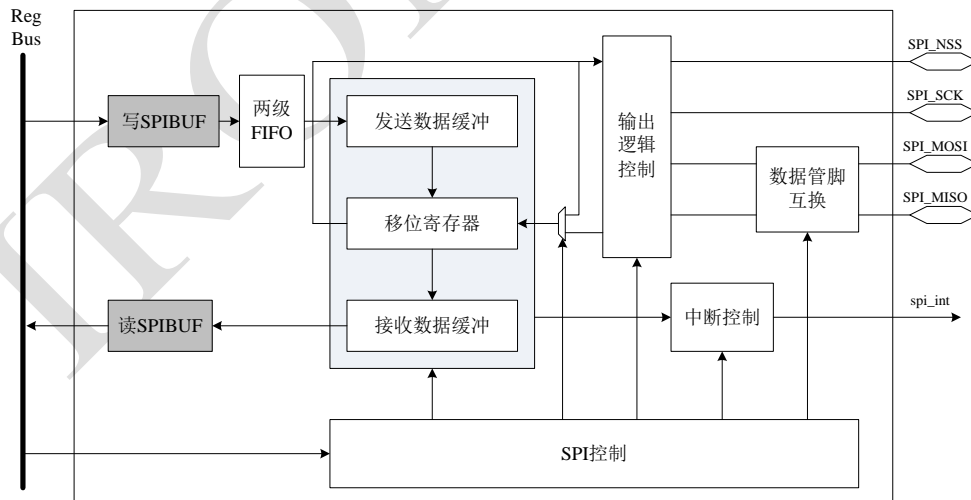 Reg
Bus
写SPIBUF
两级
FIFO
发送数据缓冲
移位寄存器
接收数据缓冲
读SPIBUF
输出
逻辑
控制
数据管脚
互换
中断控制
SPI控制
SPI_NSS
SPI_SCK
SPI_MOSI
SPI_MISO
spi_int